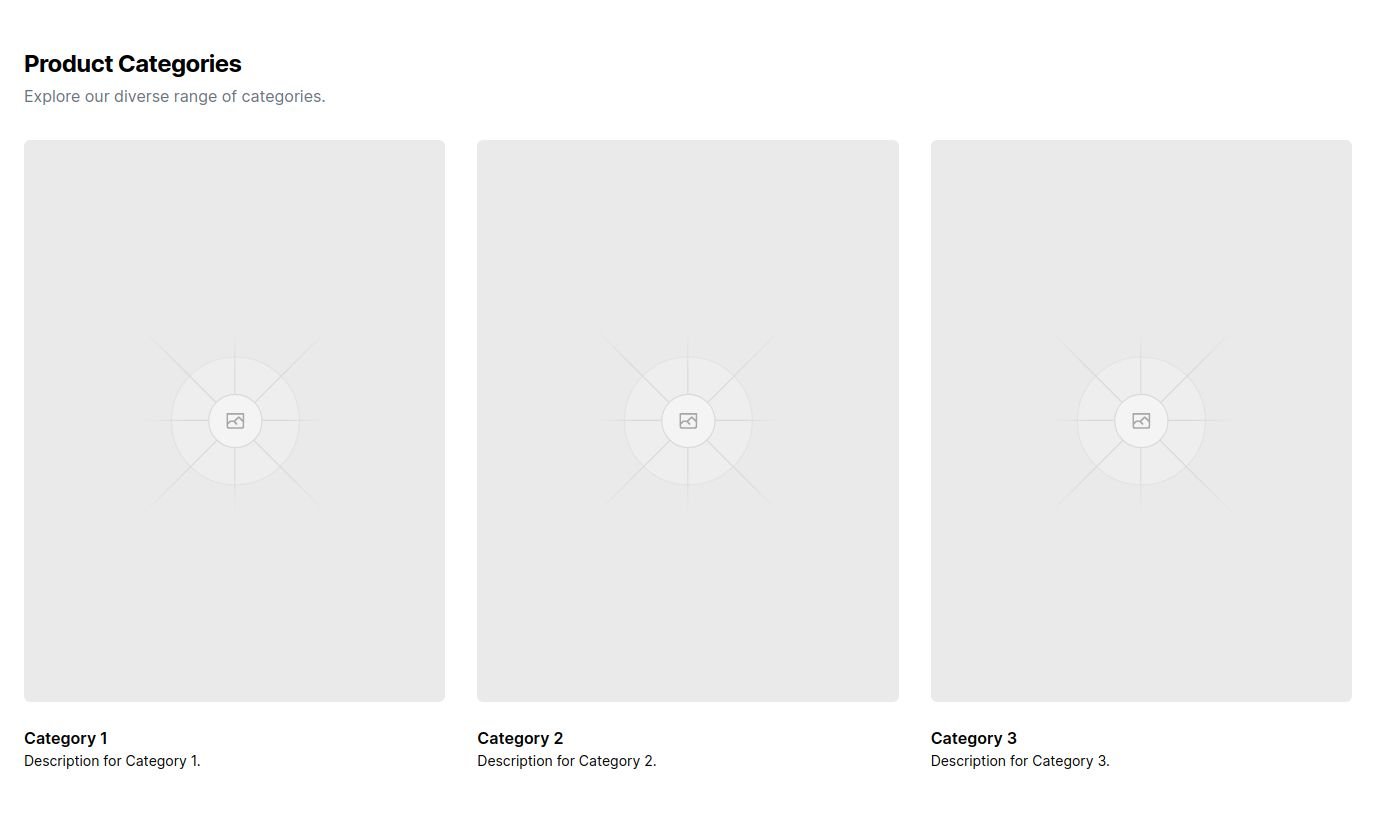 Product Categories
Explore our diverse range of categories.
Category 1
Description for Category 1.
Category 2
Description for Category 2.
Category 3
Description for Category 3.